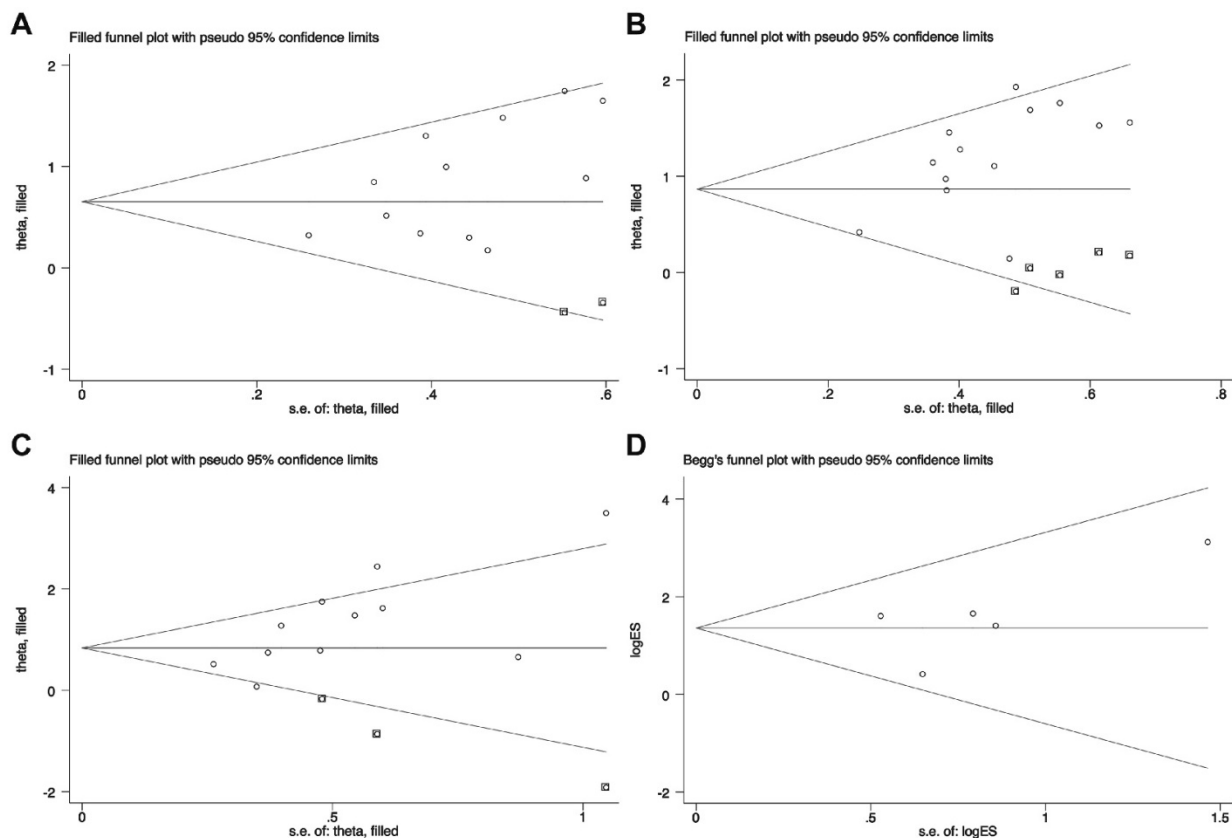 A
Filled funnel plot with pseudo 95% confidence limits
theta, filled
2
1
0
-1
0
.2
.4
.6
s.e. of: theta, filled
B
Filled funnel plot with pseudo 95% confidence limits
theta, filled
2
1
0
-1
0
.2
.4
.6
.8
s.e. of: theta, filled
C
Filled funnel plot with pseudo 95% confidence limits
theta, filled
4
2
0
-2
0
.5
1
s.e. of: theta, filled
D
Begg's funnel plot with pseudo 95% confidence limits
logES
4
2
0
-2
0
.5
1
1.5
s.e. of: logES